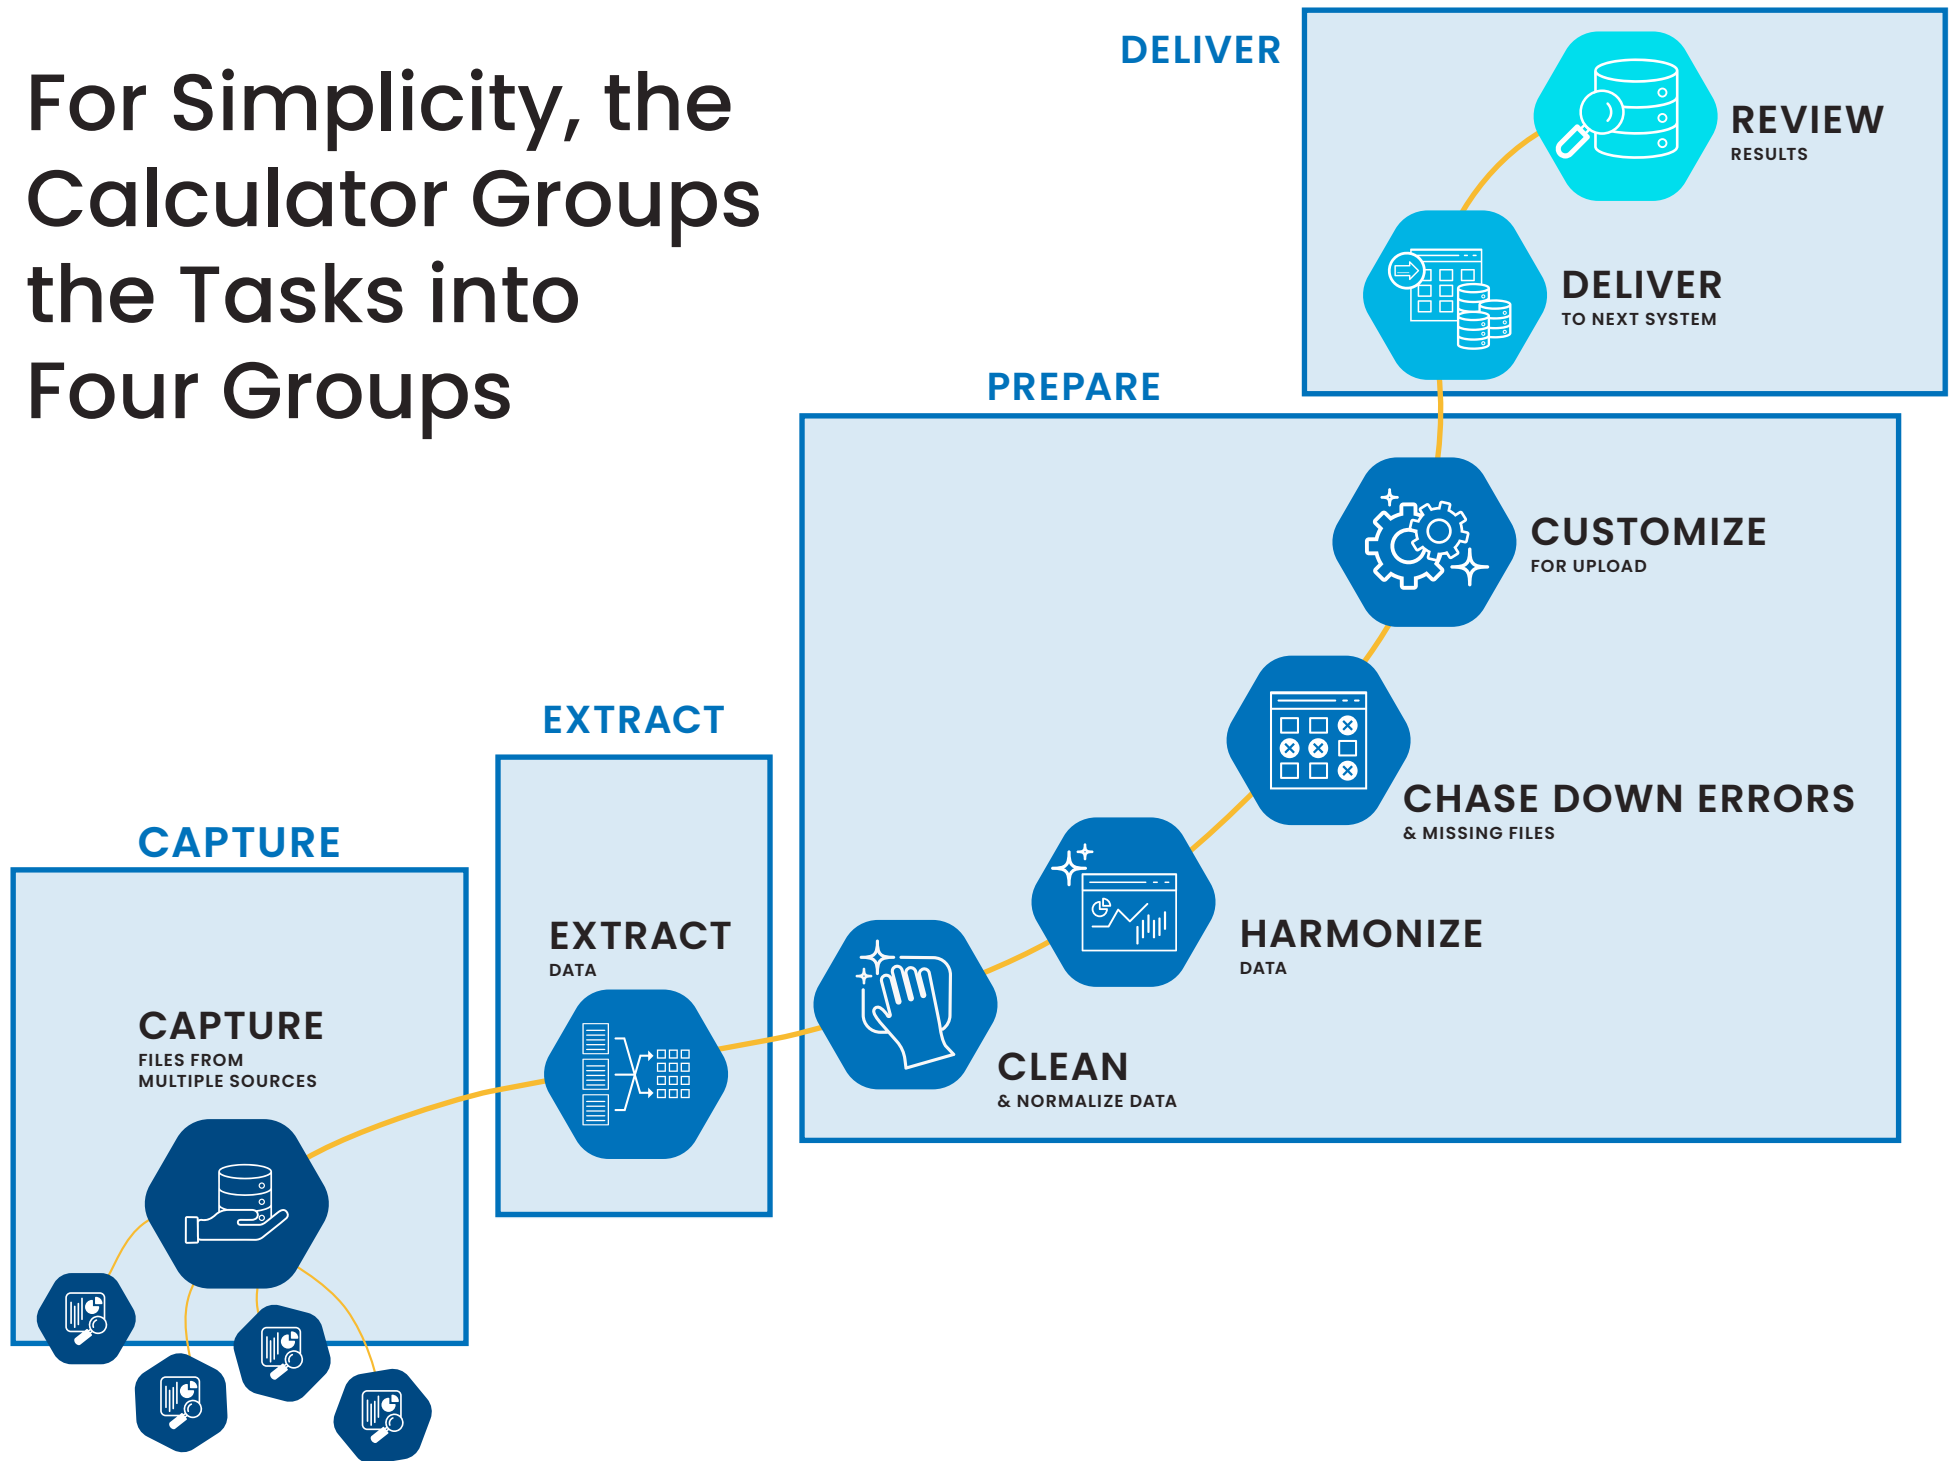 For Simplicity, the
Calculator Groups
the Tasks into
Four Groups
DELIVER
REVIEW
RESULTS
DELIVER
TO NEXT SYSTEM
PREPARE
CUSTOMIZE
FOR UPLOAD
CHASE DOWN ERRORS
& MISSING FILES
HARMONIZE
DATA
CLEAN
& NORMALIZE DATA
EXTRACT
EXTRACT
DATA
CAPTURE
CAPTURE
FILES FROM
MULTIPLE SOURCES